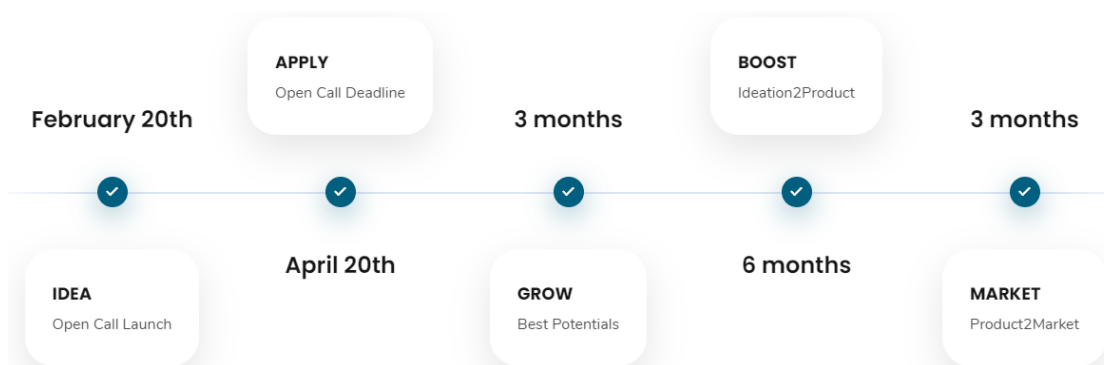 February 20th
IDEA
Open Call Launch
APPLY
Open Call Deadline
April 20th
3 months
GROW
Best Potentials
BOOST
Ideation2Product
6 months
3 months
MARKET
Product2Market